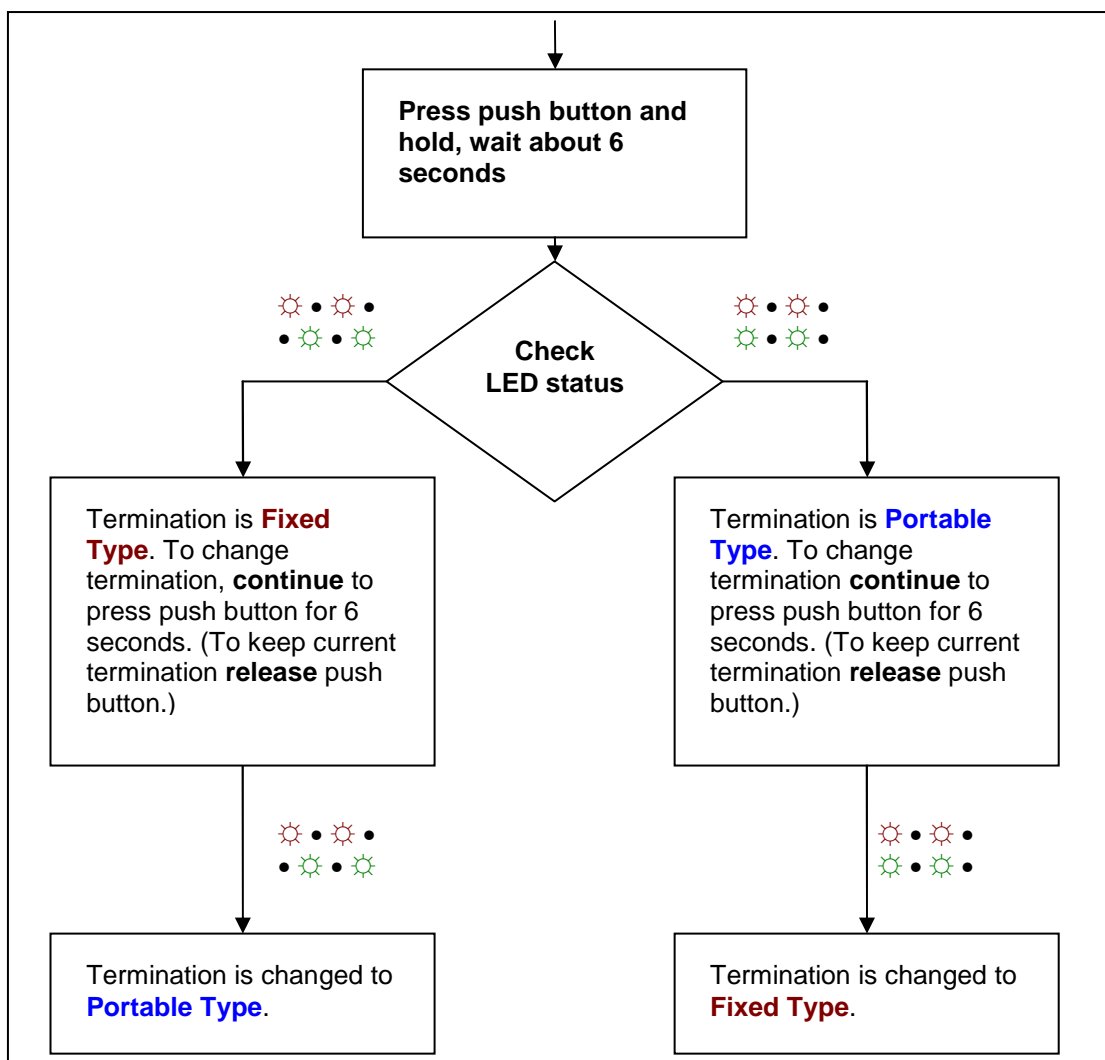 Press push button and
hold, wait about 6
seconds
Check
LED status
Termination is Fixed
Type. To change
termination, continue to
press push button for 6
seconds. (To keep current
termination release push
button.)
Termination is Portable
Type. To change
termination continue to
press push button for 6
seconds. (To keep current
termination release push
button.)
Termination is changed to
Portable Type.
Termination is changed to
Fixed Type.